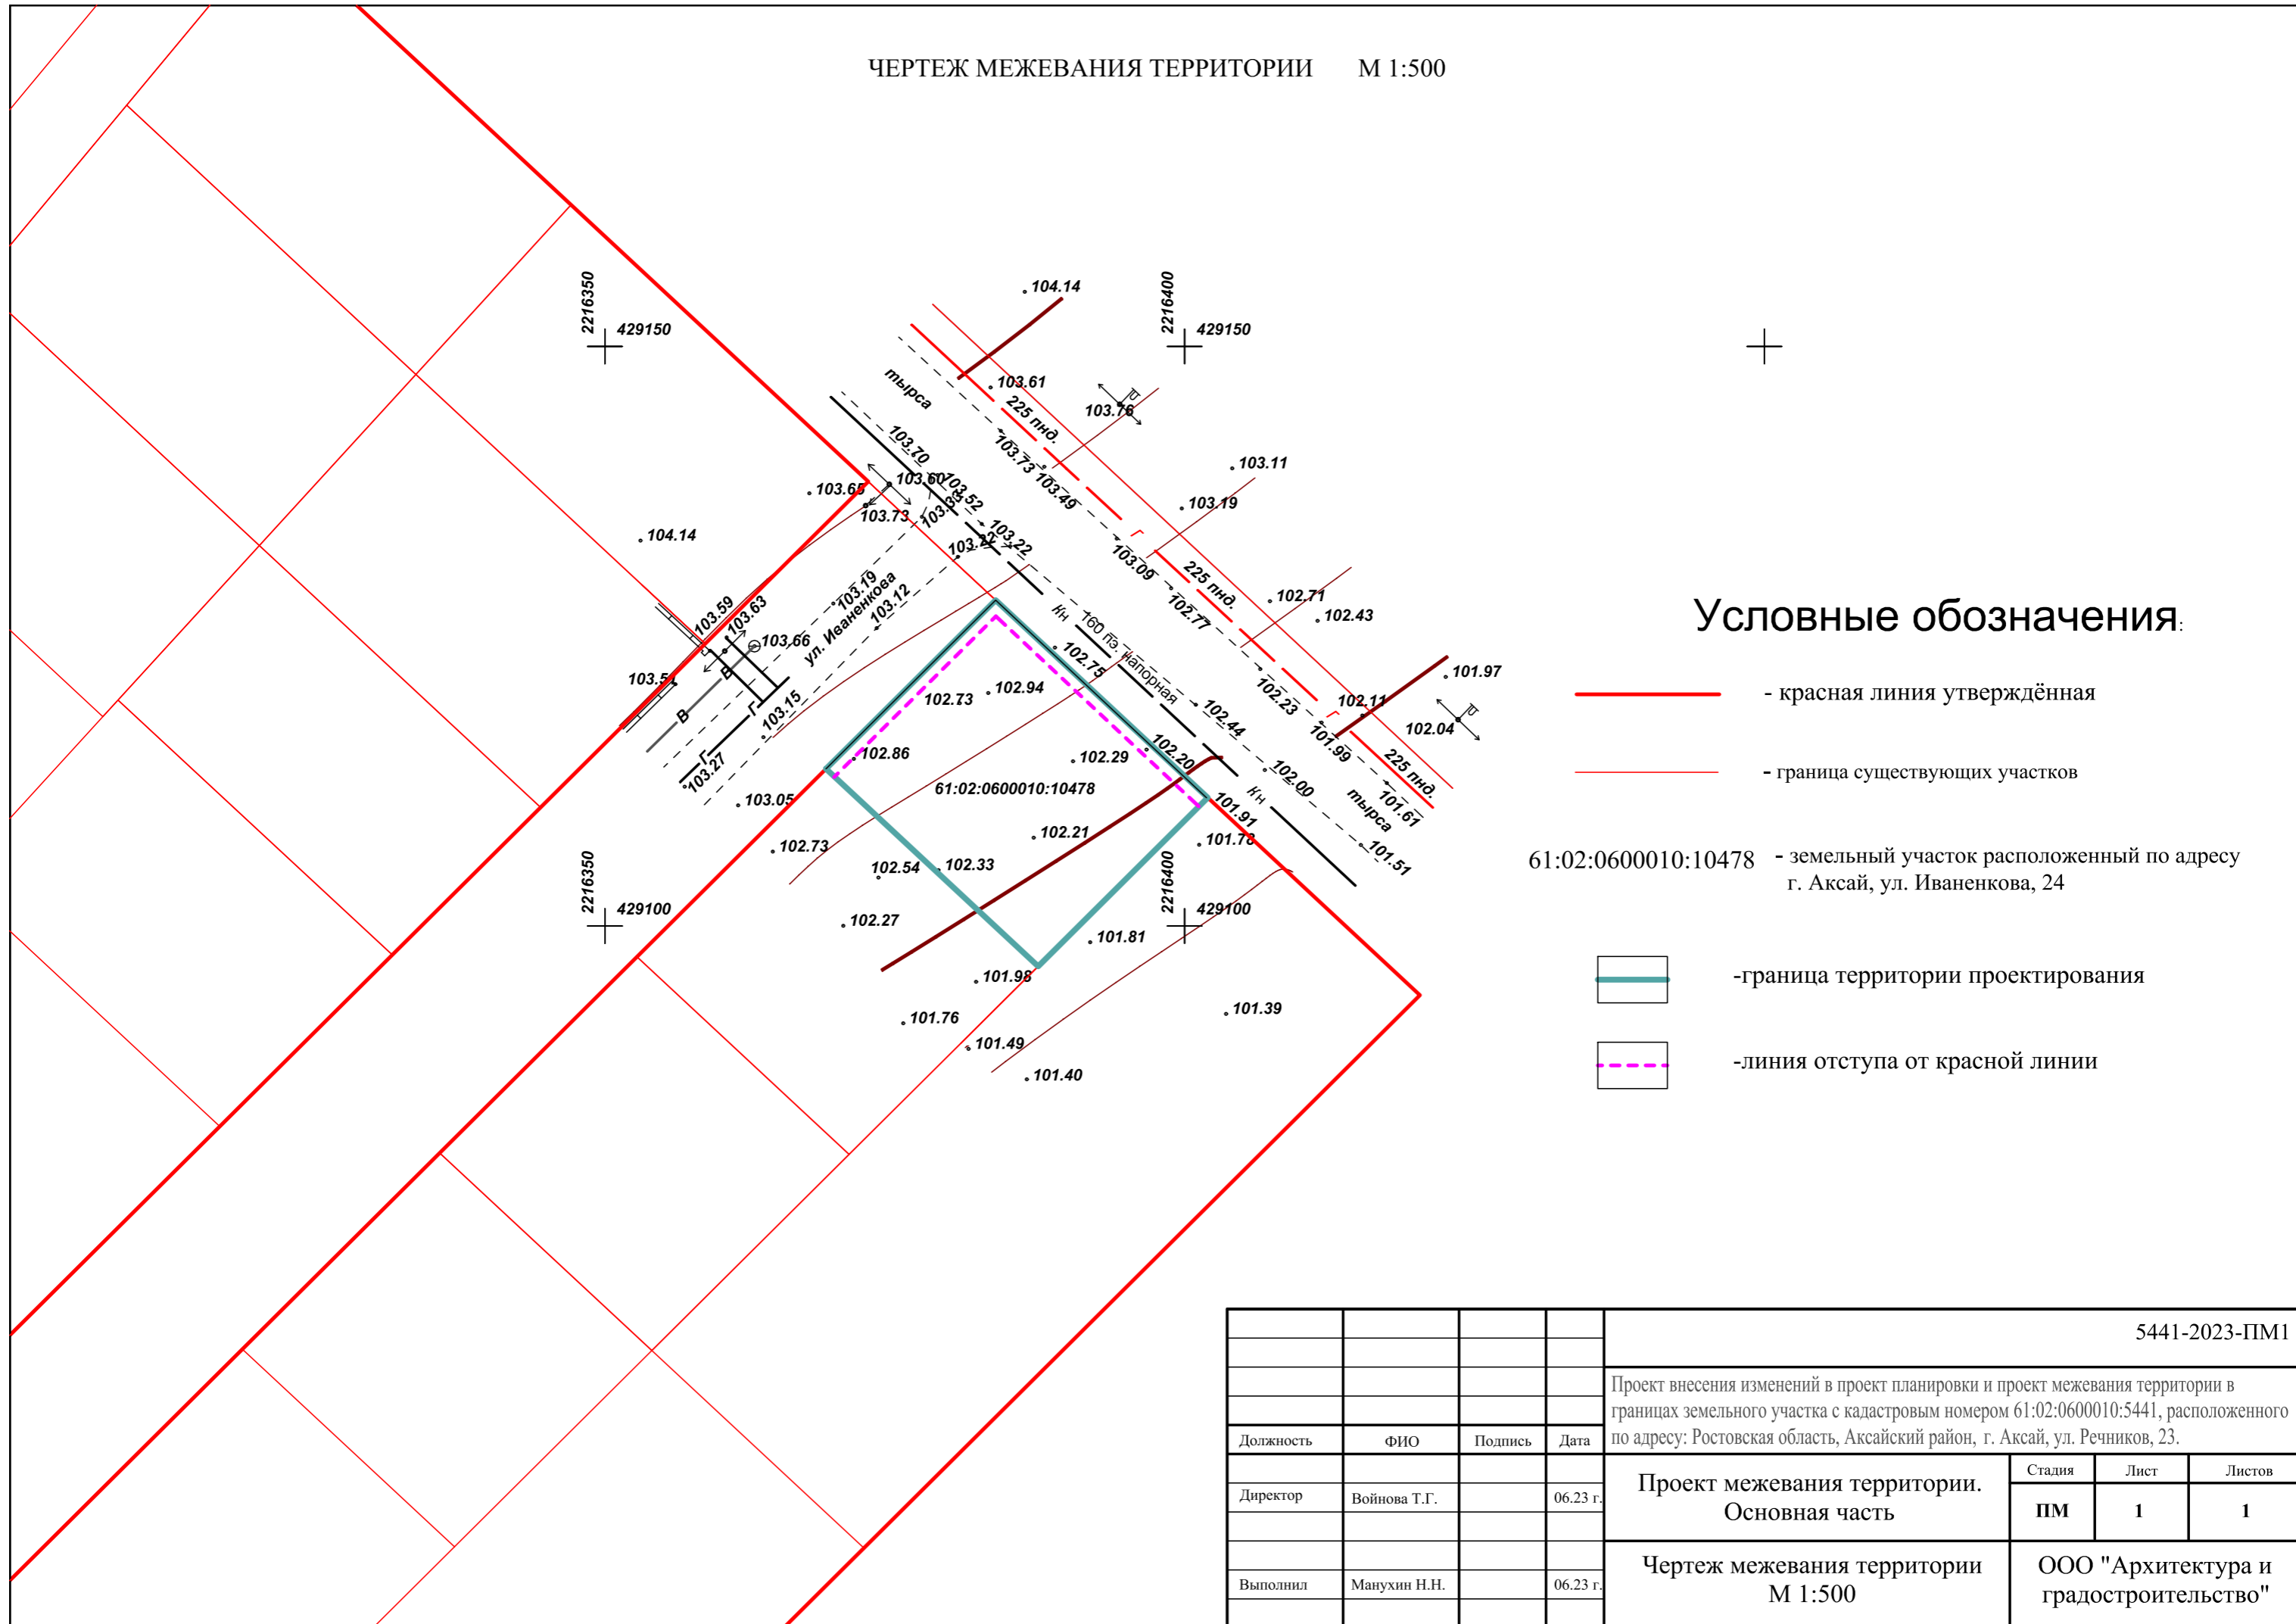 ЧЕРТЕЖ МЕЖЕВАНИЯ ТЕРРИТОРИИ М 1:500
2216350
429150
2216400
429150
104.14
103.61
тырса
225 пнд.
103.76
103.70
103.73
103.49
103.11
103.65
103.60
103.52
103.33
103.19
103.73
104.14
103.22
103.22
Г
103.09
225 пнд.
103.59
103.63
103.19
103.12
ул. Иваненкова
102.77
102.71
102.43
Кн
160 пэ. напорная
103.66
103.51
В
В
Г
Г
103.15
103.27
102.75
102.94
102.73
102.23
102.44
Г
102.11
101.97
102.04
101.99
225 пнд.
102.86
102.29
102.20
102.00
Кн
61:02:0600010:10478
103.05
101.91
тырса
101.61
102.21
101.78
101.51
102.73
102.54
102.33
2216350
429100
2216400
429100
102.27
101.81
101.98
101.76
101.39
101.49
101.40
Условные обозначения:
- красная линия утверждённая
- граница существующих участков
61:02:0600010:10478 - земельный участок расположенный по адресу
г. Аксай, ул. Иваненкова, 24
-граница территории проектирования
-линия отступа от красной линии
5441-2023-ПМ1
Проект внесения изменений в проект планировки и проект межевания территории в
границах земельного участка с кадастровым номером 61:02:0600010:5441, расположенного
по адресу: Ростовская область, Аксайский район, г. Аксай, ул. Речников, 23.
Должность ФИО Подпись Дата
Директор Войнова Т.Г. 06.23 г.
Выполнил Манухин Н.Н. 06.23 г.
Проект межевания территории.
Основная часть
Стадия Лист Листов
ПМ 1 1
Чертеж межевания территории
М 1:500
ООО "Архитектура и
градостроительство"